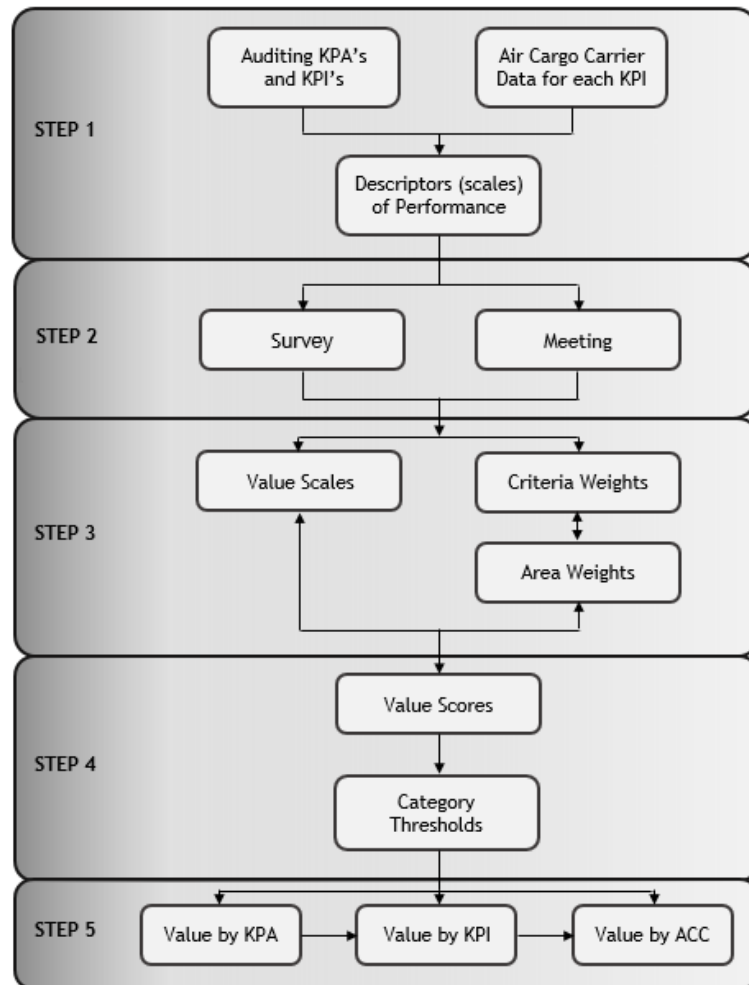 STEP 1
Auditing KPA's
and KPI's
Air Cargo Carrier
Data for each KPI
Descriptors (scales)
of Performance
STEP 2
Survey
Meeting
STEP 3
Value Scales
Criteria Weights
Area Weights
STEP 4
Value Scores
Category
Thresholds
STEP 5
Value by KPA
Value by KPI
Value by ACC